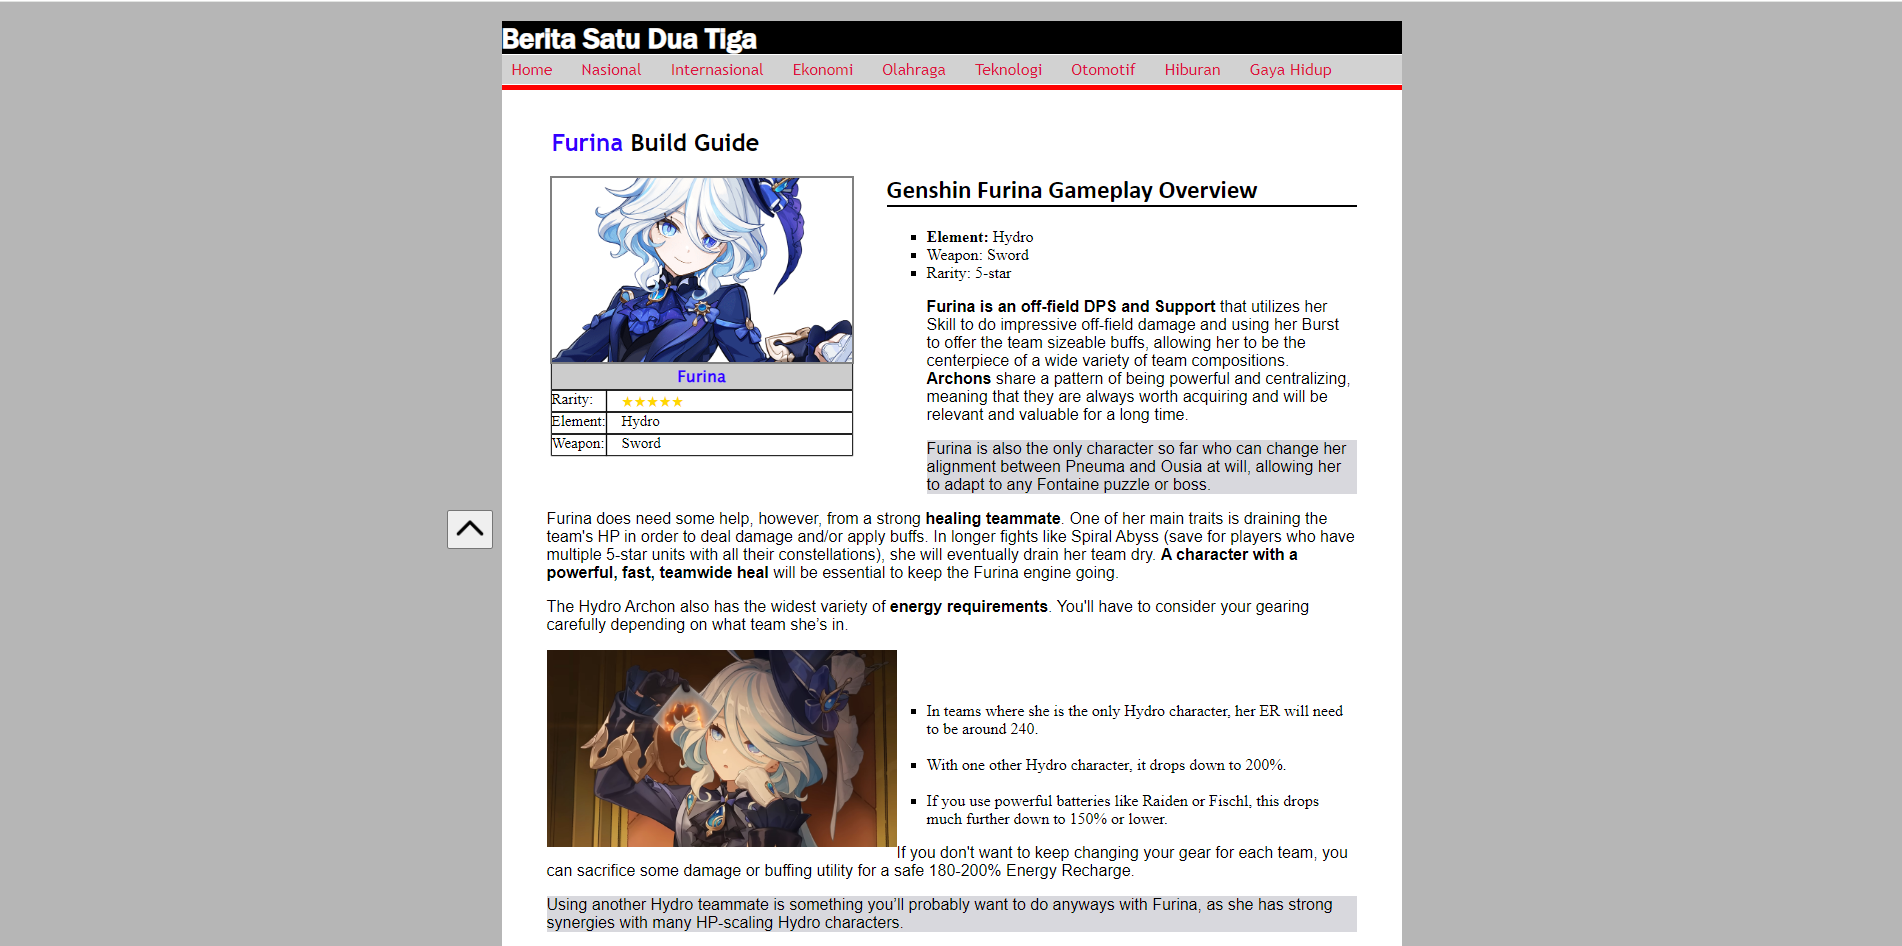 Berita Satu Dua Tiga
Home Nasional Internasional Ekonomi Olahraga Teknologi Otomotif Hiburan Gaya Hidup
Furina Build Guide
Furina
Rarity: ★★★★★
Element: Hydro
Weapon: Sword
Genshin Furina Gameplay Overview
Element: Hydro
Weapon: Sword
Rarity: 5-star
Furina is an off-field DPS and Support that utilizes her
Skill to do impressive off-field damage and using her Burst
to offer the team sizeable buffs, allowing her to be the
centerpiece of a wide variety of team compositions.
Archons share a pattern of being powerful and centralizing,
meaning that they are always worth acquiring and will be
relevant and valuable for a long time.
Furina is also the only character so far who can change her
alignment between Pneuma and Ousia at will, allowing her
to adapt to any Fontaine puzzle or boss.
Furina does need some help, however, from a strong healing teammate. One of her main traits is draining the
team's HP in order to deal damage and/or apply buffs. In longer fights like Spiral Abyss (save for players who have
multiple 5-star units with all their constellations), she will eventually drain her team dry. A character with a
powerful, fast, teamwide heal will be essential to keep the Furina engine going.
The Hydro Archon also has the widest variety of energy requirements. You'll have to consider your gearing
carefully depending on what team she’s in.
In teams where she is the only Hydro character, her ER will need
to be around 240.
With one other Hydro character, it drops down to 200%.
If you use powerful batteries like Raiden or Fischl, this drops
much further down to 150% or lower.
If you don't want to keep changing your gear for each team, you
can sacrifice some damage or buffing utility for a safe 180-200% Energy Recharge.
Using another Hydro teammate is something you’ll probably want to do anyways with Furina, as she has strong
synergies with many HP-scaling Hydro characters.